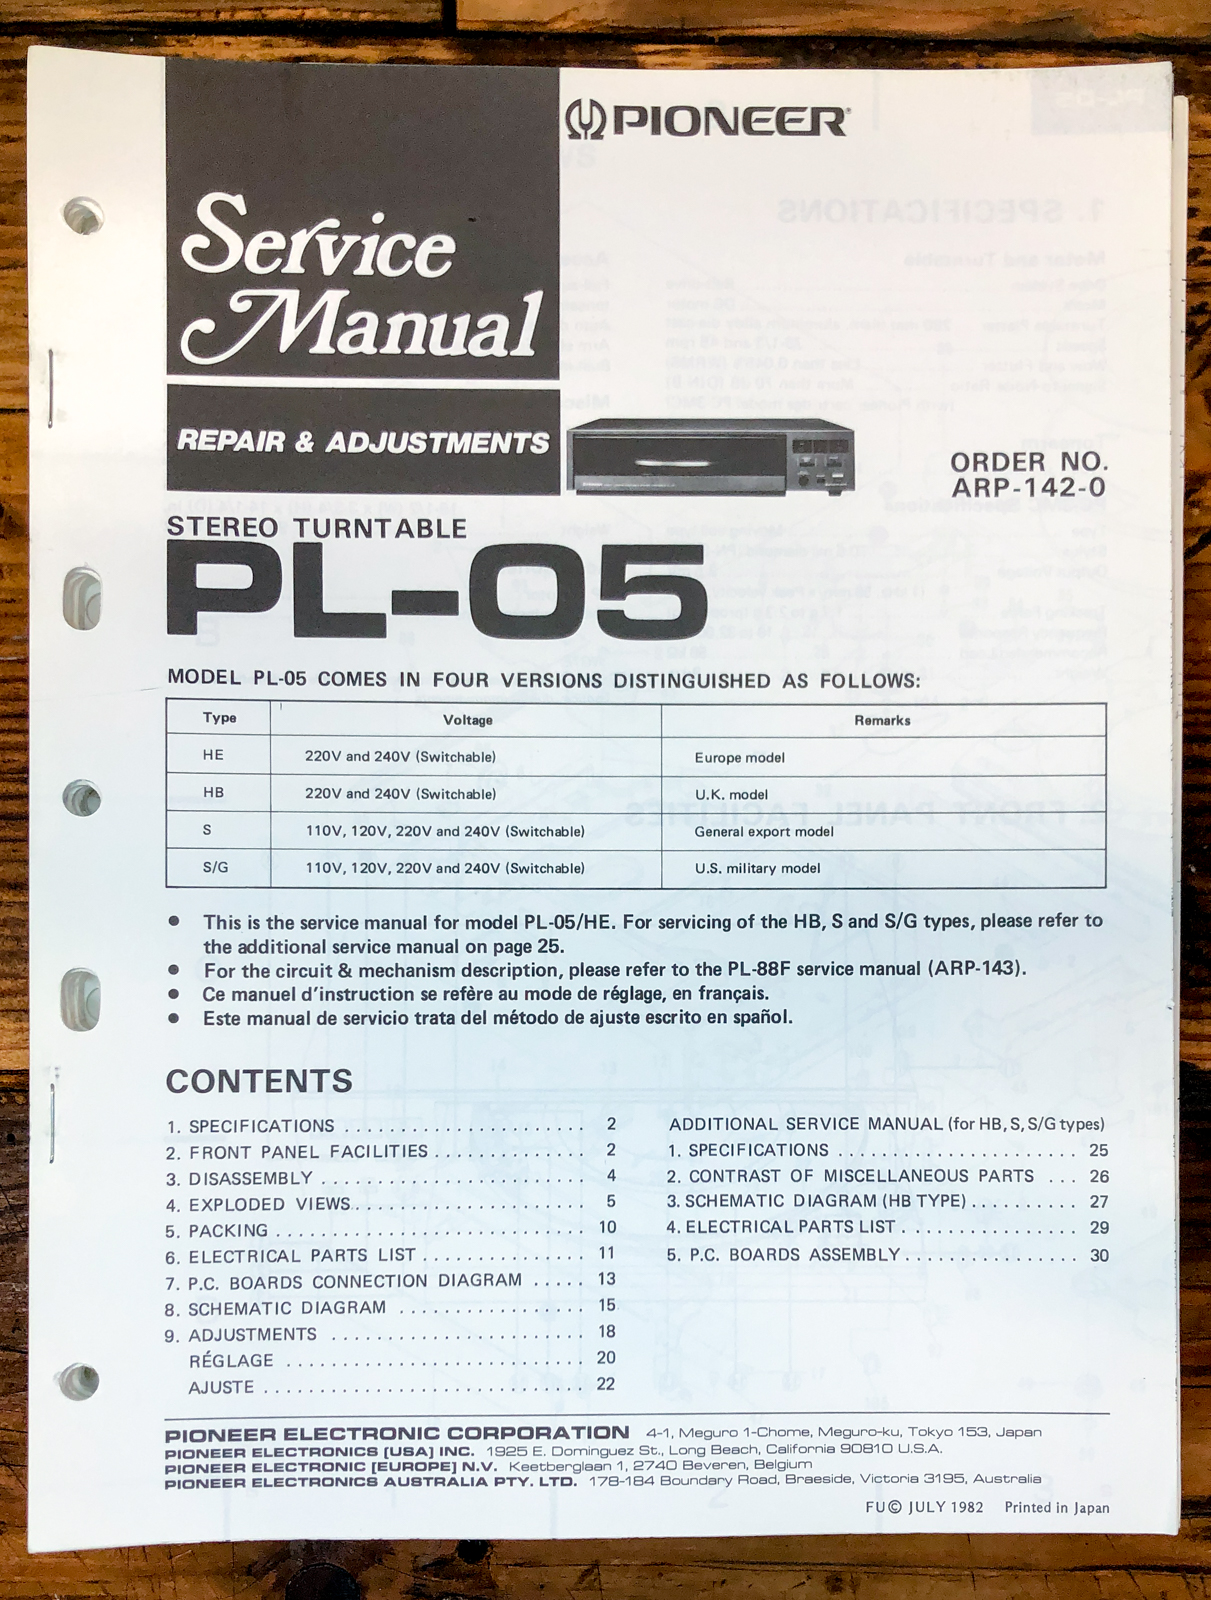 PIONEER®
Service
Manual
REPAIR & ADJUSTMENTS
ORDER NO.
ARP-142-0
STEREO TURNTABLE
PL-05
MODEL PL-05 COMES IN FOUR VERSIONS DISTINGUISHED AS FOLLOWS:
Type Voltage Remarks
HE 220V and 240V (Switchable) Europe model
HB 220V and 240V (Switchable) U.K. model
S 110V, 120V, 220V and 240V (Switchable) General export model
S/G 110V, 120V, 220V and 240V (Switchable) U.S. military model
● This is the service manual for model PL-05/HE. For servicing of the HB, S and S/G types, please refer to
the additional service manual on page 25.
● For the circuit & mechanism description, please refer to the PL-88F service manual (ARP-143).
● Ce manuel d'instruction se refère au mode de réglage, en français.
● Este manual de servicio trata del método de ajuste escrito en spañol.
CONTENTS
1. SPECIFICATIONS ...................... 2
2. FRONT PANEL FACILITIES .............. 2
3. DISASSEMBLY ........................ 4
4. EXPLODED VIEWS ..................... 5
5. PACKING ............................ 10
6. ELECTRICAL PARTS LIST ............... 11
7. P.C. BOARDS CONNECTION DIAGRAM ..... 13
8. SCHEMATIC DIAGRAM ................. 15
9. ADJUSTMENTS ....................... 18
RÉGLAGE ........................... 20
AJUSTE ............................. 22
ADDITIONAL SERVICE MANUAL (for HB, S, S/G types)
1. SPECIFICATIONS ....................... 25
2. CONTRAST OF MISCELLANEOUS PARTS ... 26
3. SCHEMATIC DIAGRAM (HB TYPE) .......... 27
4. ELECTRICAL PARTS LIST ................ 29
5. P.C. BOARDS ASSEMBLY ................ 30
PIONEER ELECTRONIC CORPORATION 4-1, Meguro 1-Chome, Meguro-ku, Tokyo 153, Japan
PIONEER ELECTRONICS [USA] INC. 1925 E. Dominguez St., Long Beach, California 90810 U.S.A.
PIONEER ELECTRONIC [EUROPE] N.V. Keetberglaan 1, 2740 Beveren, Belgium
PIONEER ELECTRONICS AUSTRALIA PTY. LTD. 178-184 Boundary Road, Braeside, Victoria 3195, Australia
FU © JULY 1982 Printed in Japan